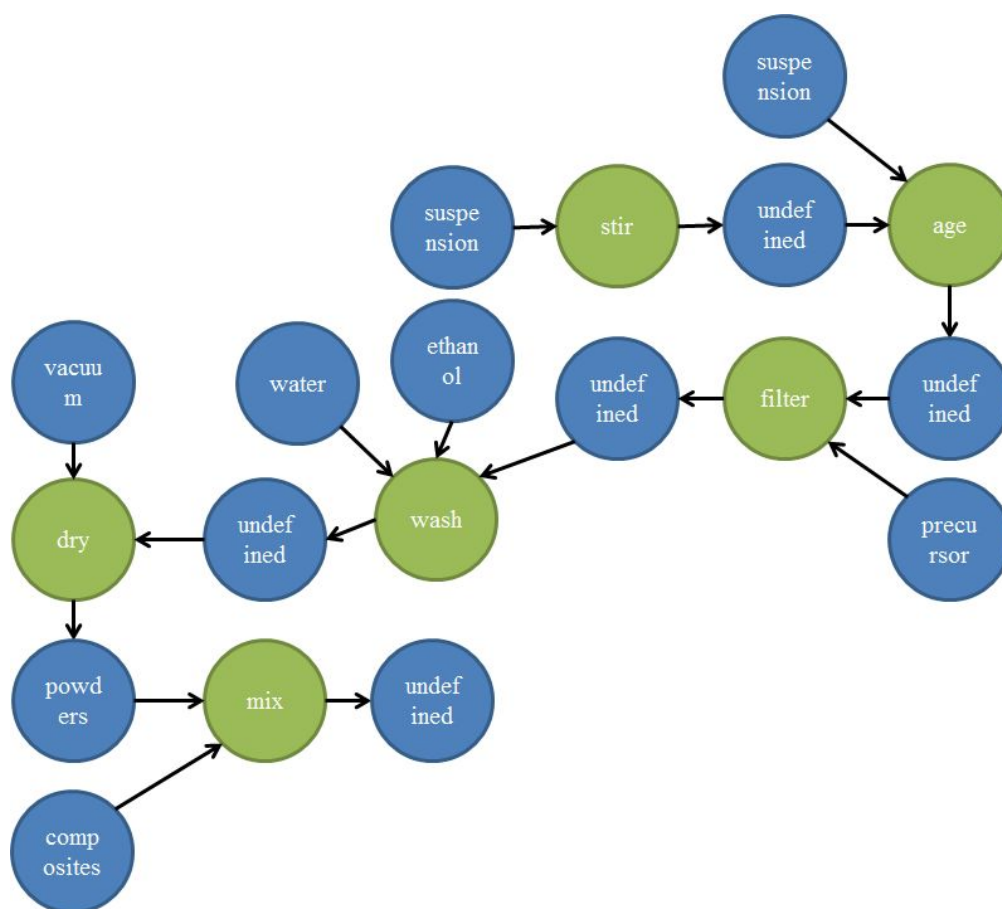 suspe
nsion
suspe
nsion
stir
undef
ined
age
vacuu
m
water
ethan
ol
undef
ined
filter
undef
ined
dry
undef
ined
wash
precu
rsor
powd
ers
mix
undef
ined
comp
osites